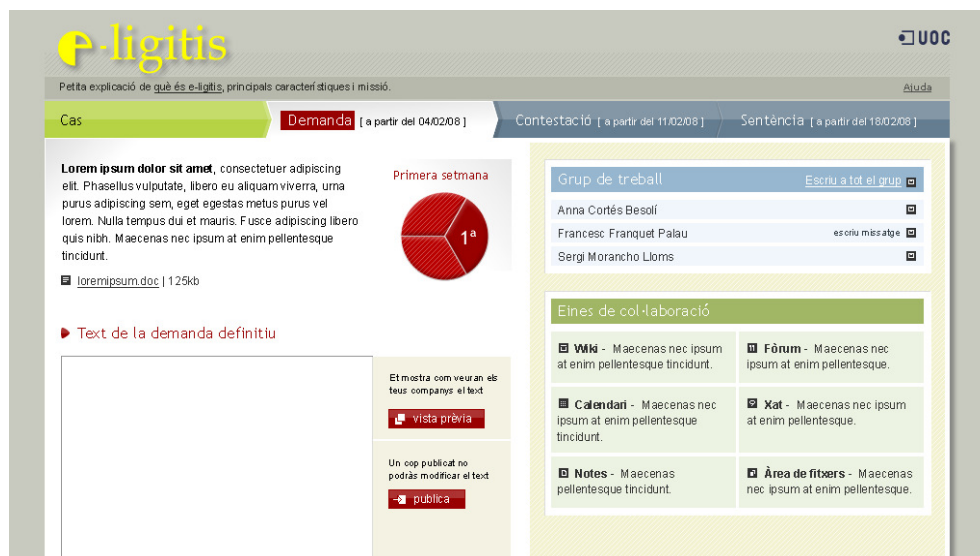 e-ligitis
UOC
Petita explicació de què és e-ligitis, principals característiques i missió.
Ajuda
Cas
Demanda [ a partir del 04/02/08 ]
Contestació [ a partir del 11/02/08 ]
Sentència [ a partir del 18/02/08 ]
Lorem ipsum dolor sit amet, consectetuer adipiscing
elit. Phasellus vulputate, libero eu aliquam viverra, urna
purus adipiscing sem, eget egestas metus purus vel
lorem. Nulla tempus dui et mauris. Fusce adipiscing libero
quis nibh. Maecenas nec ipsum at enim pellentesque
tincidunt.
loremipsum.doc | 125kb
Primera setmana
1ª
Text de la demanda definitiu
Et mostra com veuran els
teus companys el text
vista prèvia
Un cop publicat no
podràs modificar el text
publica
Grup de treball
Escriu a tot el grup
Anna Cortés Besolí
Francesc Franquet Palau
escriu missatge
Sergi Morancho Lloms
Eines de col·laboració
Wiki - Maecenas nec ipsum
at enim pellentesque tincidunt.
Fòrum - Maecenas nec
ipsum at enim pellentesque.
Calendari - Maecenas nec
ipsum at enim pellentesque
tincidunt.
Xat - Maecenas nec ipsum
at enim pellentesque.
Notes - Maecenas
pellentesque tincidunt.
Àrea de fitxers - Maecenas
nec ipsum at enim pellentesque.